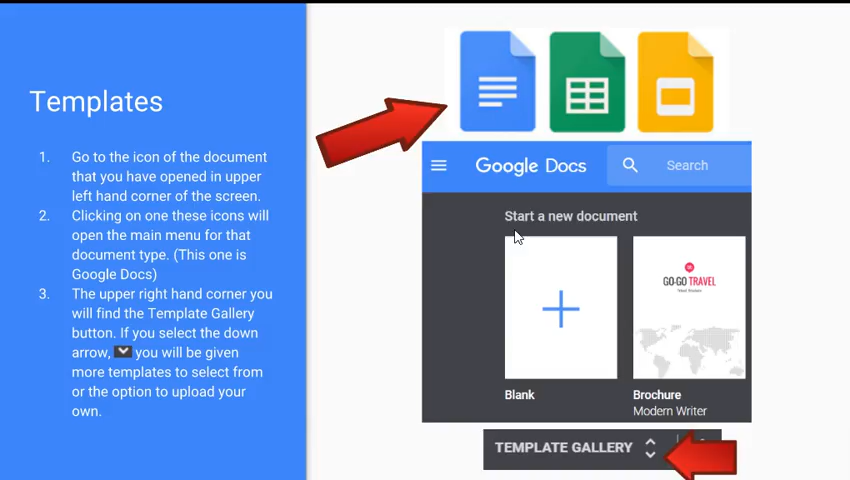 Templates
1. Go to the icon of the document
that you have opened in upper
left hand corner of the screen.
2. Clicking on one these icons will
open the main menu for that
document type. (This one is
Google Docs)
3. The upper right hand corner you
will find the Template Gallery
button. If you select the down
arrow, you will be given
more templates to select from
or the option to upload your
own.
Google Docs
Search
Start a new document
GO-GO TRAVEL
Blank
Brochure
Modern Writer
TEMPLATE GALLERY